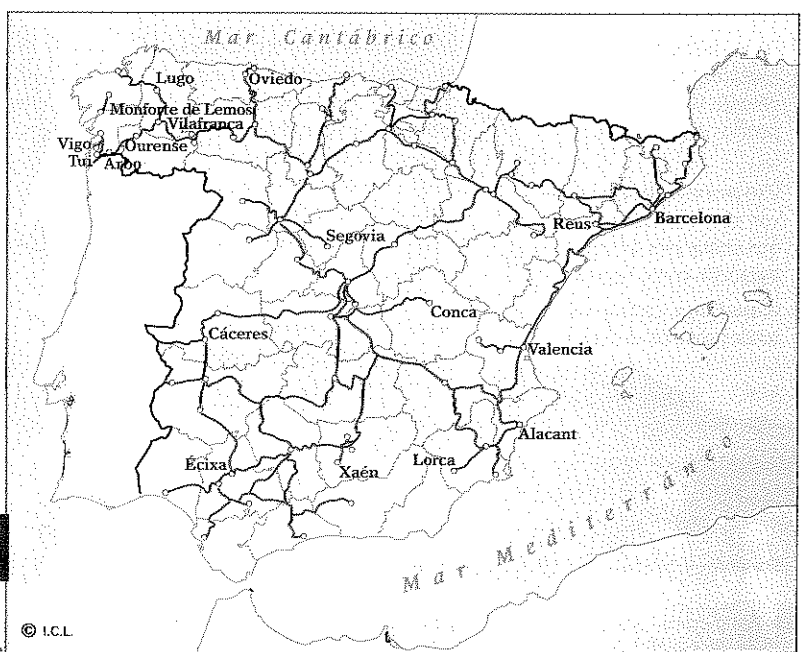 Mar Cantábrico
Lugo
Oviedo
Monforte de Lemos
Vilafranca
Vigo
Ourense
Tui
Arbo
Segovia
Reus
Barcelona
Conca
Cáceres
Valencia
Alacant
Écixa
Xaén
Lorca
Mar Mediterráneo
© I.C.L.